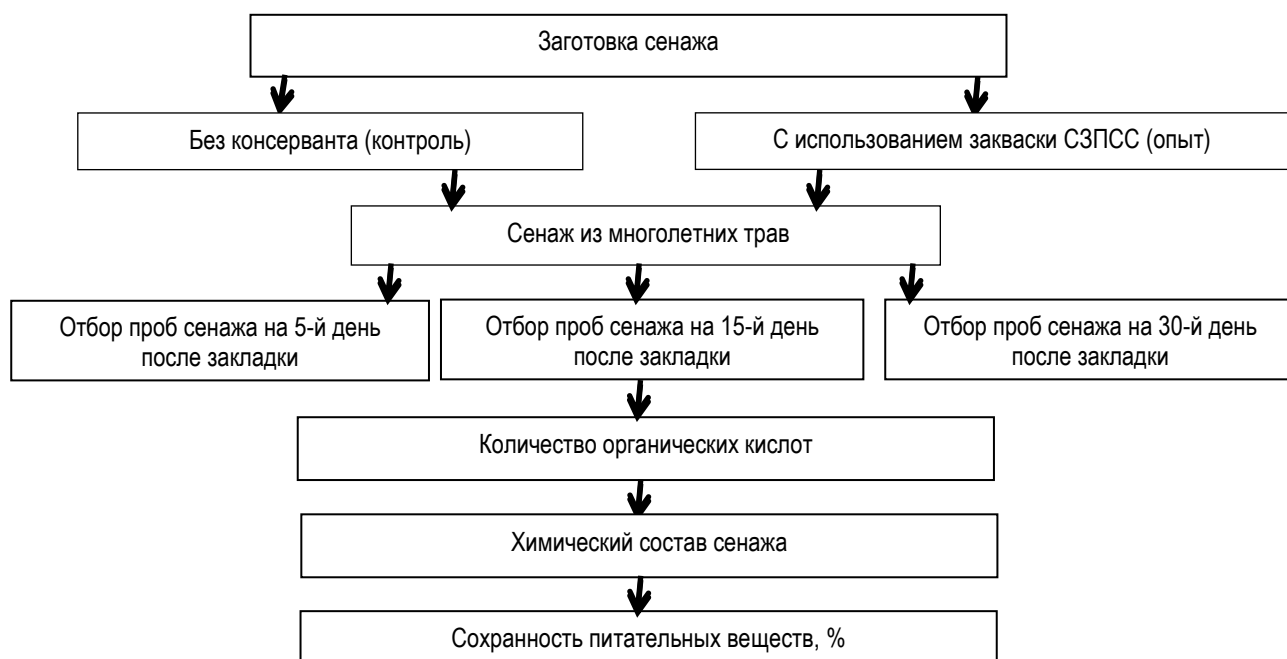 Заготовка сенажа
Без консерванта (контроль)
С использованием закваски СЗПСС (опыт)
Сенаж из многолетних трав
Отбор проб сенажа на 5-й день
после закладки
Отбор проб сенажа на 15-й день
после закладки
Отбор проб сенажа на 30-й день
после закладки
Количество органических кислот
Химический состав сенажа
Сохранность питательных веществ, %